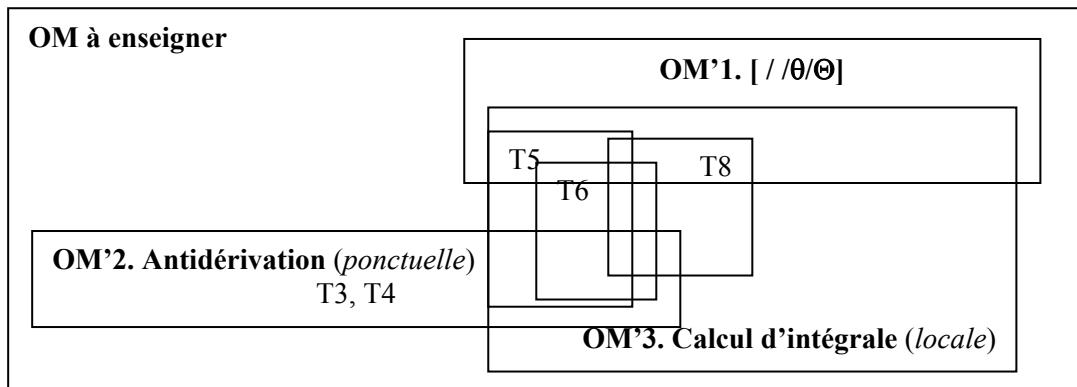 OM à enseigner
OM’1. [ / /θ/Θ]
T5
T8
T6
OM’2. Antidérivation (ponctuelle)
T3, T4
OM’3. Calcul d’intégrale (locale)